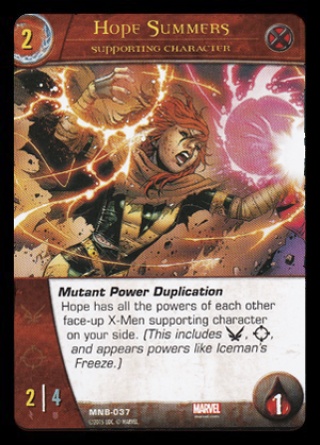 2
Hope Summers
Supporting Character
Mutant Power Duplication
Hope has all the powers of each other
face-up X-Men supporting character
on your side. (This includes , ,
and appears powers like Iceman's
Freeze.)
2 4
MNB-037
MARVEL
1